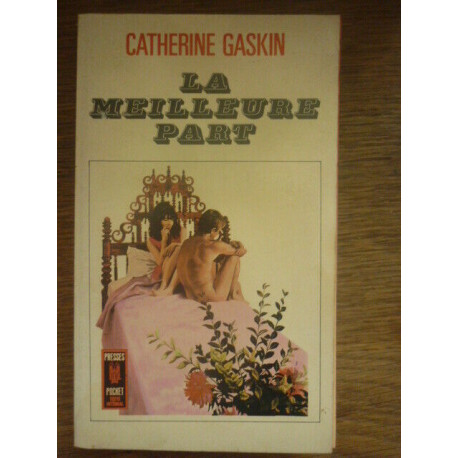 CATHERINE GASKIN
LA
MEILLEURE
PART
PRESSES
POCKET